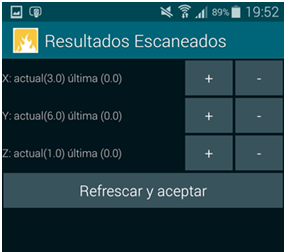 89% 19:52
Resultados Escaneados
X: actual(3.0) última (0.0) + -
Y: actual(6.0) última (0.0) + -
Z: actual(1.0) última (0.0) + -
Refrescar y aceptar